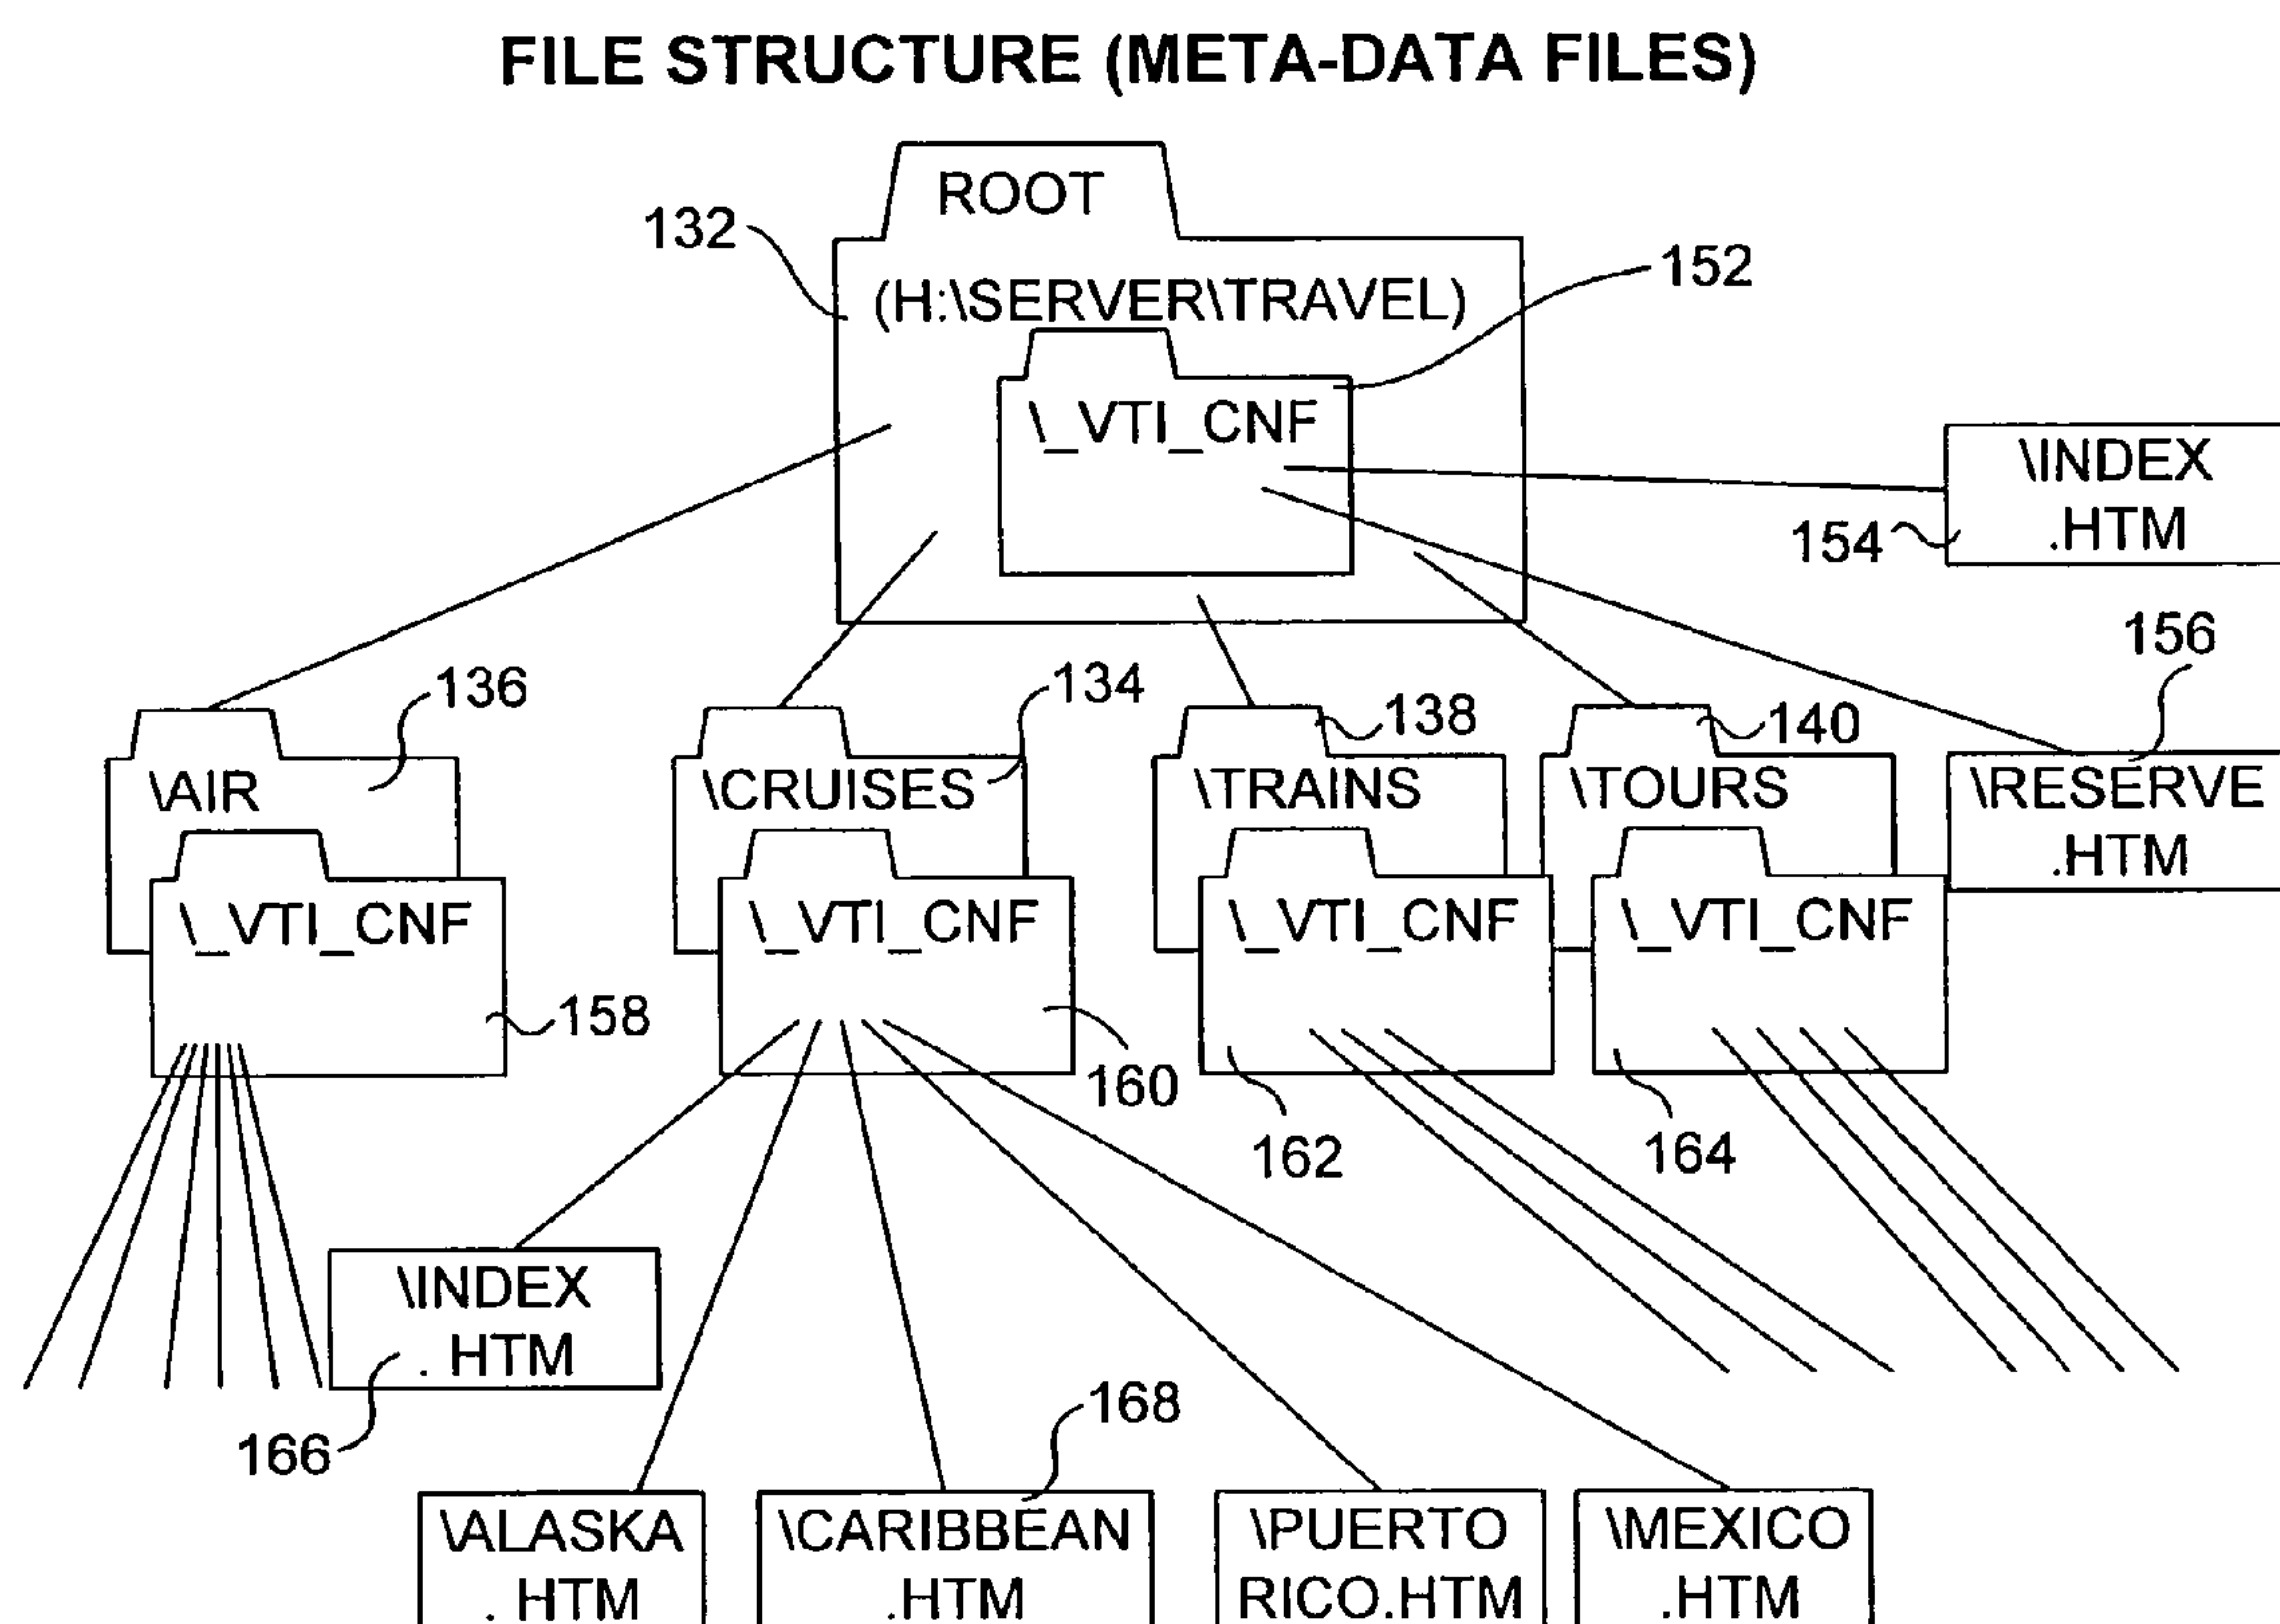 FILE STRUCTURE (META-DATA FILES)
ROOT
132
152
(H:\SERVER\TRAVEL)
\_VTI_CNF
\INDEX
.HTM
154
156
136
134
138
140
\AIR
\CRUISES
\TRAINS
\TOURS
\RESERVE
.HTM
\_VTI_CNF
\_VTI_CNF
\_VTI_CNF
\_VTI_CNF
158
160
162
164
\INDEX
. HTM
166
168
\ALASKA
. HTM
\CARIBBEAN
.HTM
\PUERTO
RICO.HTM
\MEXICO
.HTM